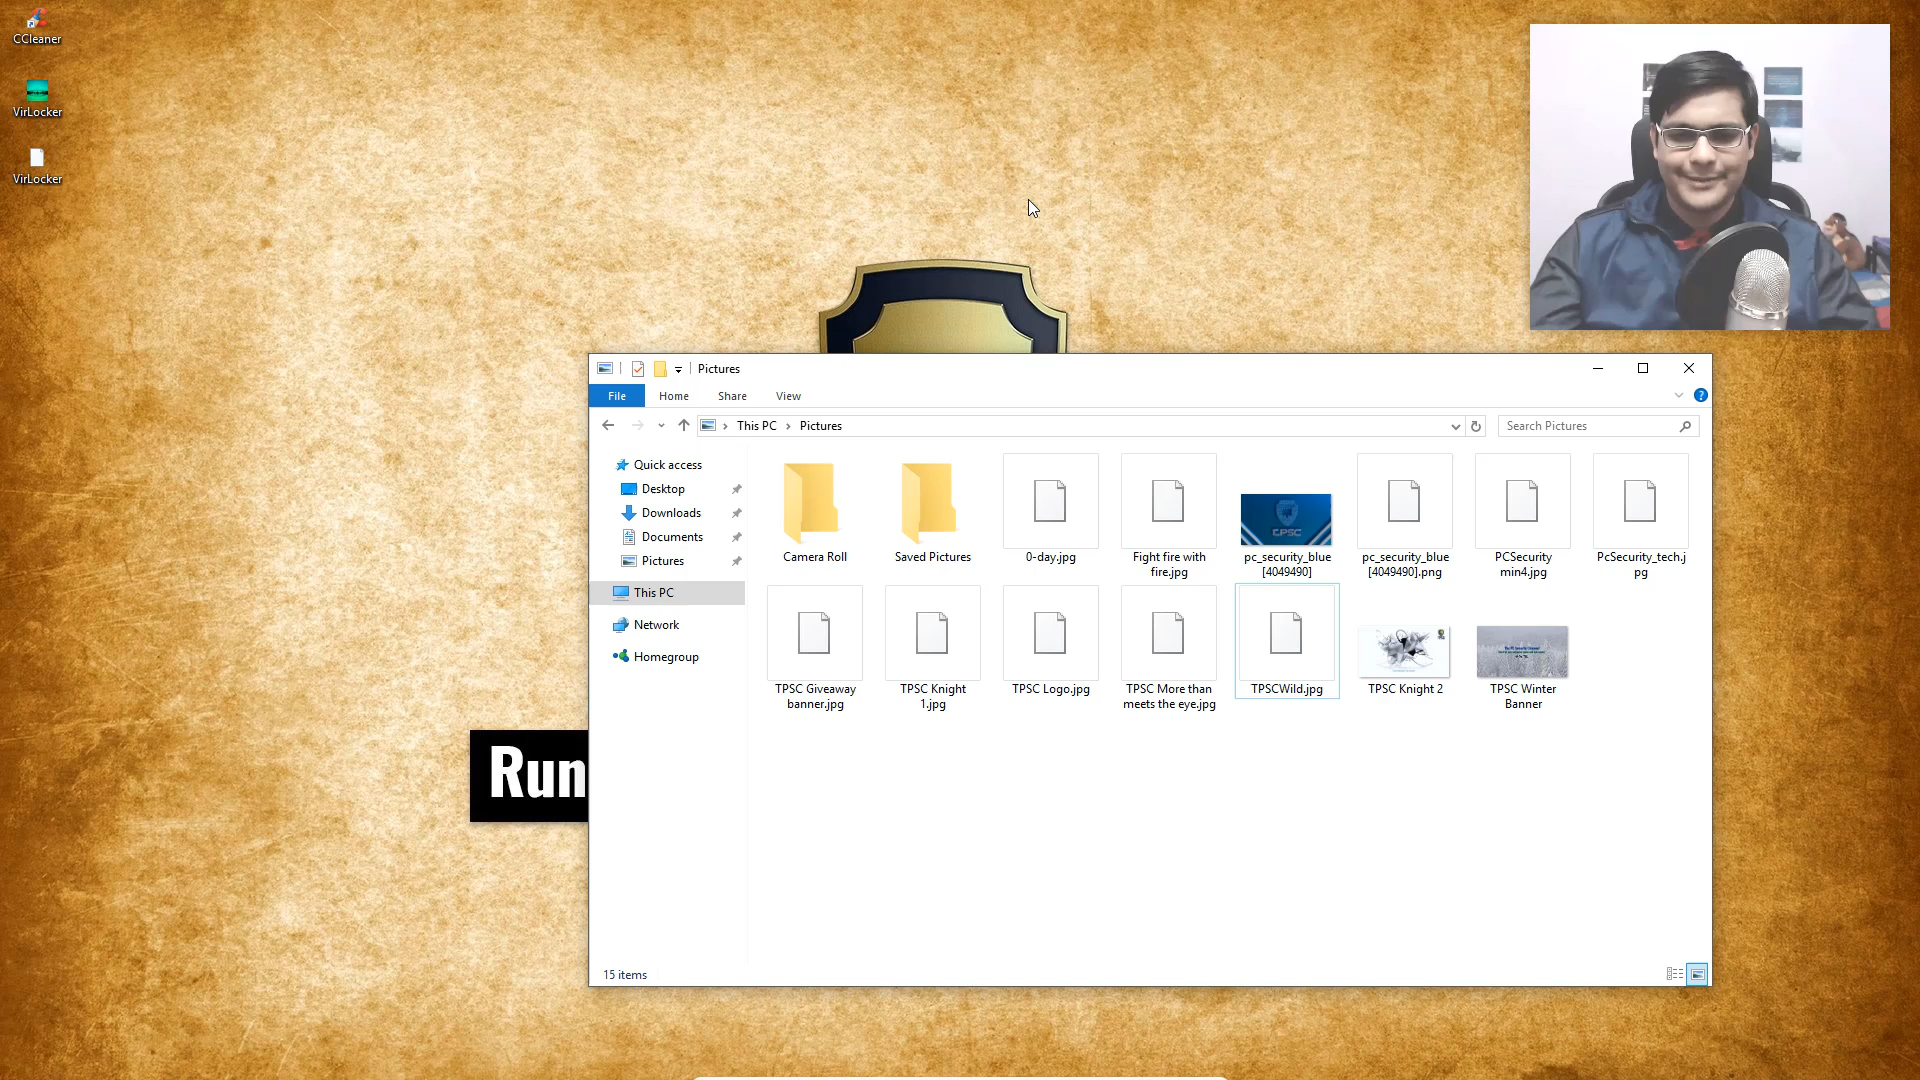 CCleaner
VirLocker
VirLocker
Run
Pictures
File
Home
Share
View
This PC
Pictures
Search Pictures
Quick access
Desktop
Downloads
Documents
Pictures
This PC
Network
Homegroup
Camera Roll
Saved Pictures
0-day.jpg
Fight fire with
fire.jpg
TPSC
pc_security_blue
[4049490]
pc_security_blue
[4049490].png
PCSecurity
min4.jpg
PcSecurity_tech.j
pg
TPSC Giveaway
banner.jpg
TPSC Knight
1.jpg
TPSC Logo.jpg
TPSC More than
meets the eye.jpg
TPSCWild.jpg
TPSC Knight 2
TPSC Winter
Banner
15 items